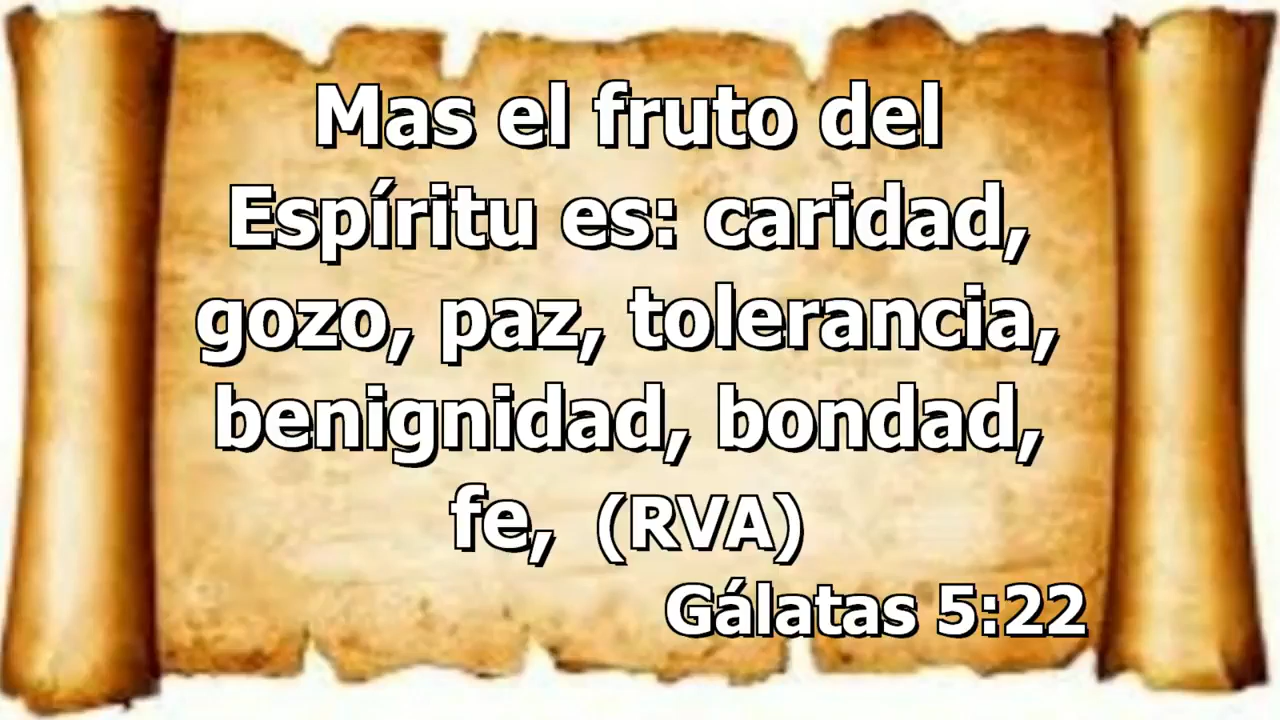 Mas el fruto del
Espíritu es: caridad,
gozo, paz, tolerancia,
benignidad, bondad,
fe, (RVA)
Gálatas 5:22